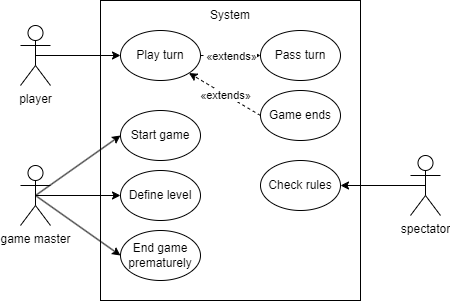 System
Play turn
«extends»
Pass turn
player
«extends»
Game ends
Start game
Define level
Check rules
game master
spectator
End game
prematurely